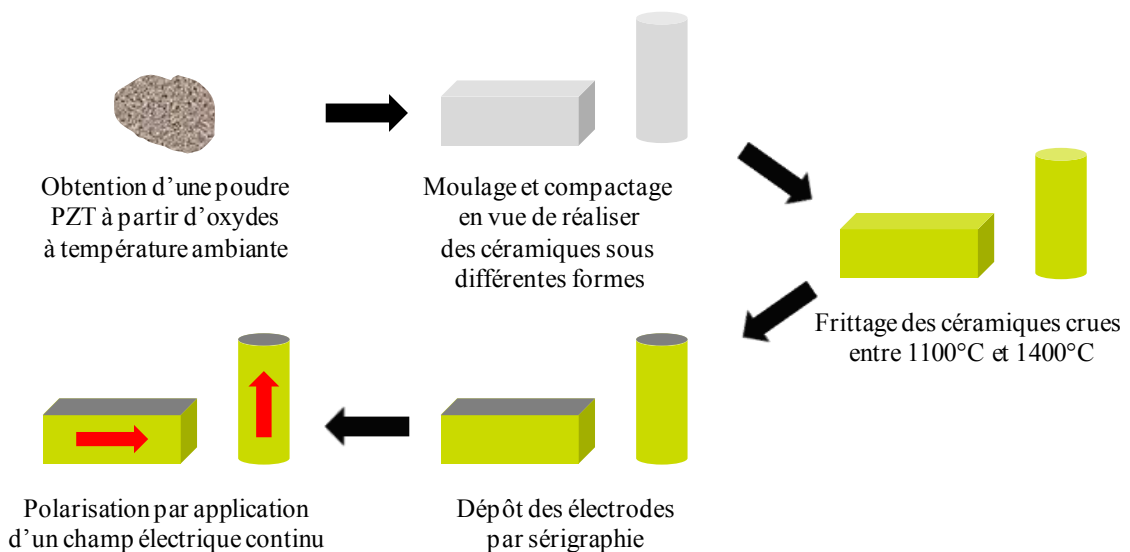 Obtention d'une poudre
PZT à partir d'oxydes
à température ambiante
Moulage et compactage
en vue de réaliser
des céramiques sous
différentes formes
Frittage des céramiques crues
entre 1100°C et 1400°C
Dépôt des électrodes
par sérigraphie
Polarisation par application
d'un champ électrique continu